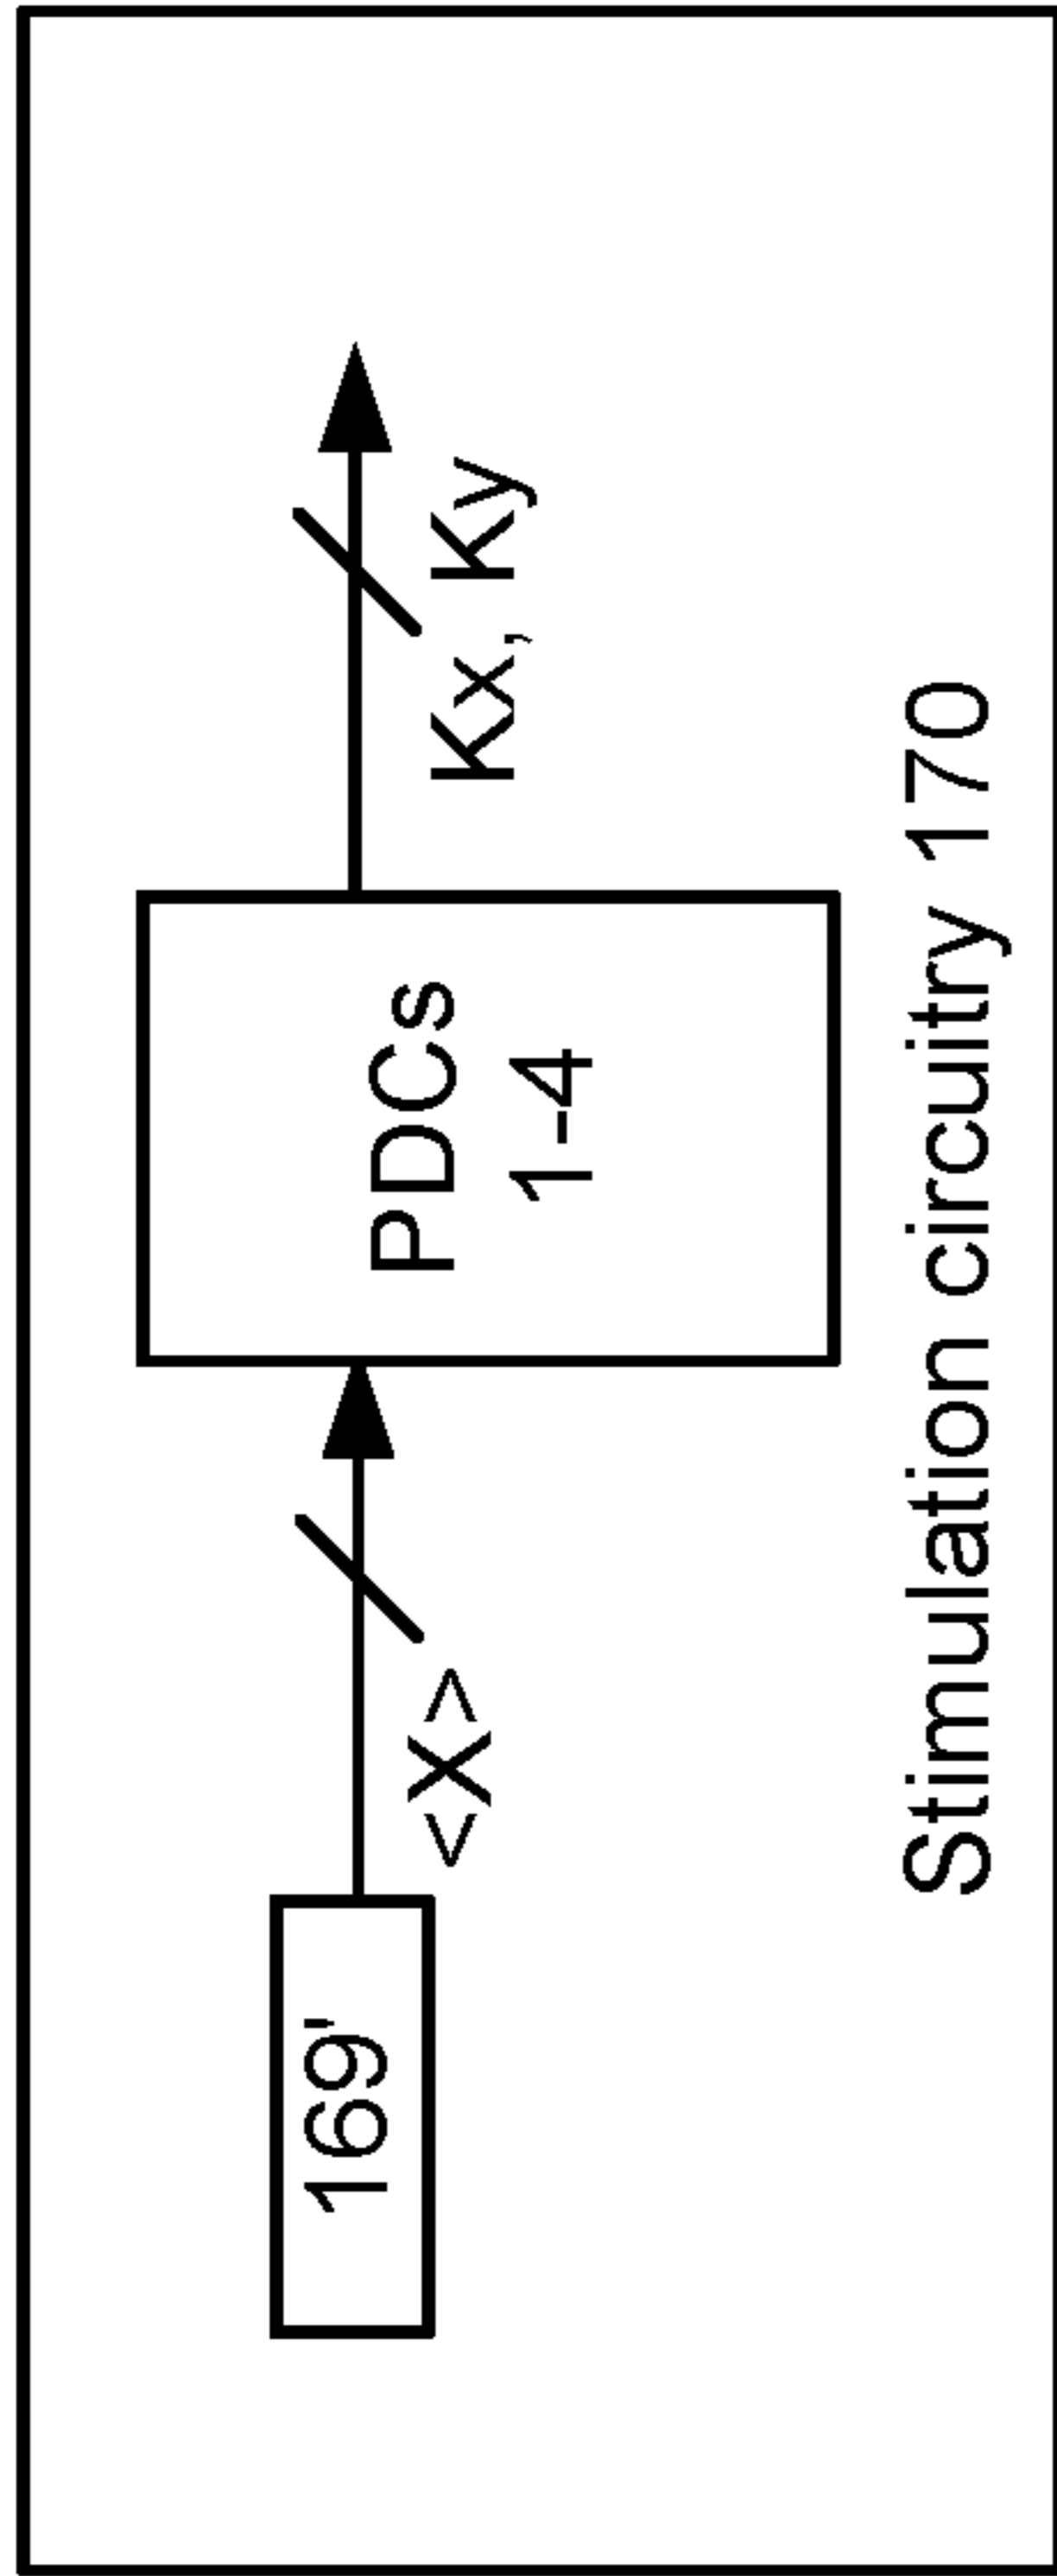 169'
<X>
PDCs
1-4
Kx, Ky
Stimulation circuitry 170